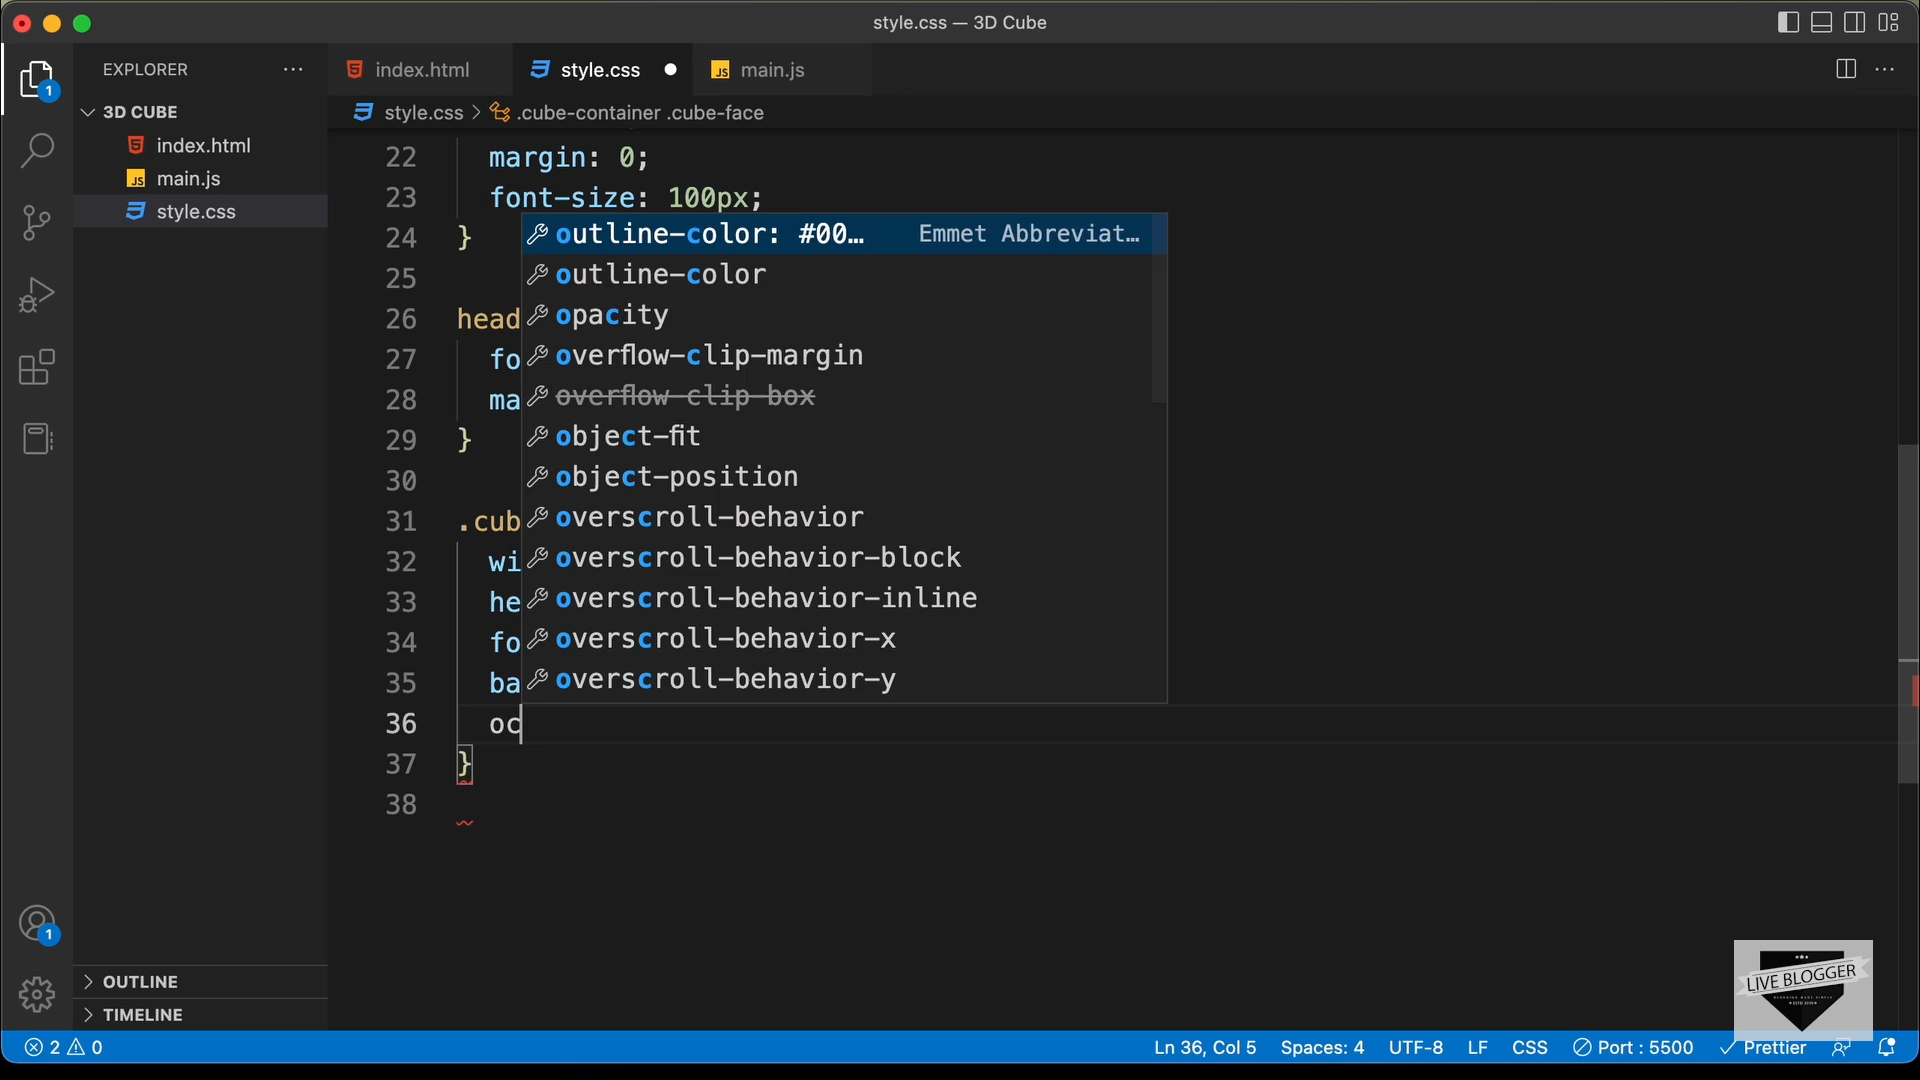 style.css — 3D Cube
EXPLORER
index.html
style.css
main.js
3D CUBE
style.css > .cube-container .cube-face
index.html
main.js
style.css
1
22 margin: 0;
23 font-size: 100px;
24 }
25
26 head
27 fo
28 ma
29 }
30
31 .cub
32 wi
33 he
34 fo
35 ba
36 oc
37 }
38
outline-color: #00… Emmet Abbreviat…
outline-color
opacity
overflow-clip-margin
overflow-clip-box
object-fit
object-position
overscroll-behavior
overscroll-behavior-block
overscroll-behavior-inline
overscroll-behavior-x
overscroll-behavior-y
1
OUTLINE
TIMELINE
LIVE BLOGGER
2 0
Ln 36, Col 5 Spaces: 4 UTF-8 LF CSS Port : 5500 Prettier